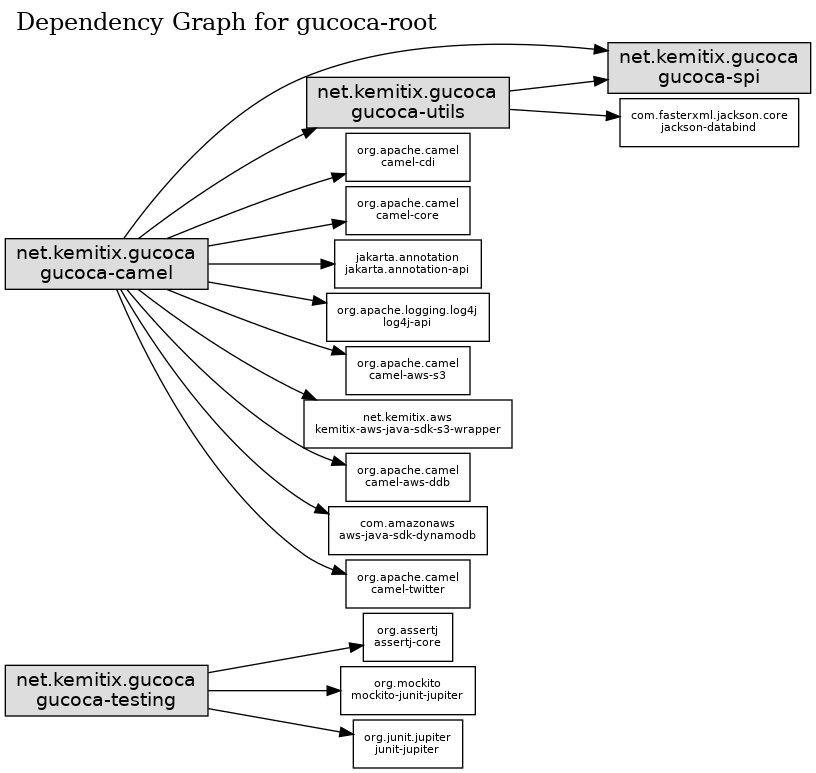 Dependency Graph for gucoca-root
net.kemitix.gucoca
gucoca-spi
net.kemitix.gucoca
gucoca-utils
com.fasterxml.jackson.core
jackson-databind
org.apache.camel
camel-cdi
org.apache.camel
camel-core
net.kemitix.gucoca
gucoca-camel
jakarta.annotation
jakarta.annotation-api
org.apache.logging.log4j
log4j-api
org.apache.camel
camel-aws-s3
net.kemitix.aws
kemitix-aws-java-sdk-s3-wrapper
org.apache.camel
camel-aws-ddb
com.amazonaws
aws-java-sdk-dynamodb
org.apache.camel
camel-twitter
org.assertj
assertj-core
net.kemitix.gucoca
gucoca-testing
org.mockito
mockito-junit-jupiter
org.junit.jupiter
junit-jupiter